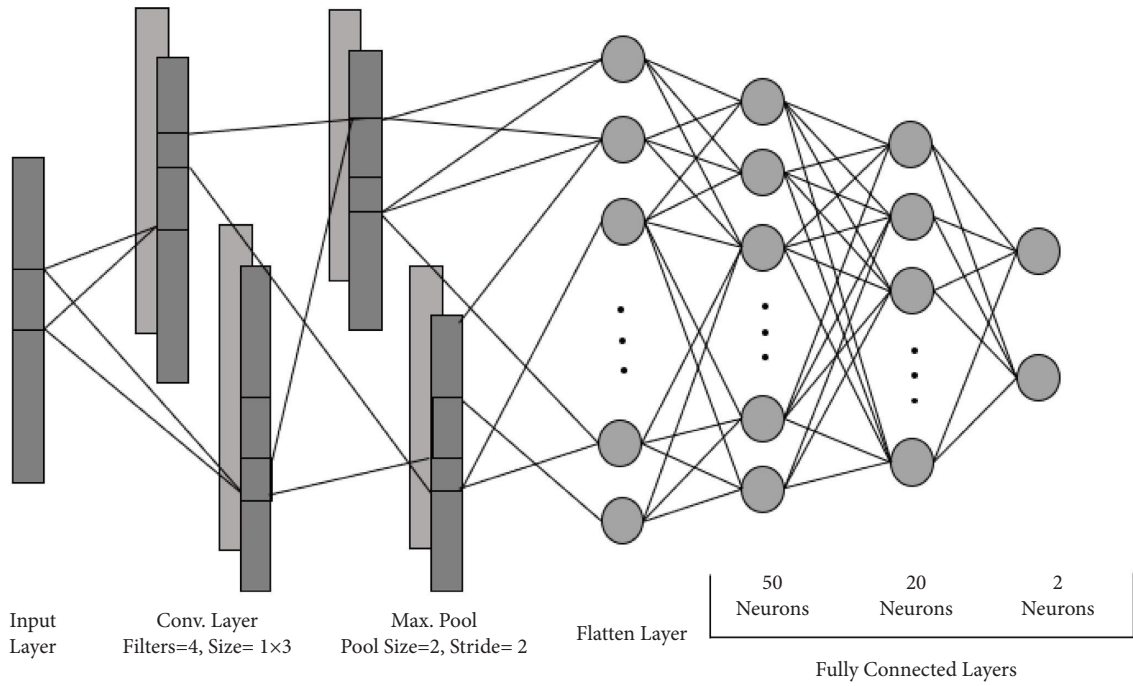 Input
Layer
Conv. Layer
Filters=4, Size= 1×3
Max. Pool
Pool Size=2, Stride= 2
Flatten Layer
50
Neurons
20
Neurons
2
Neurons
Fully Connected Layers